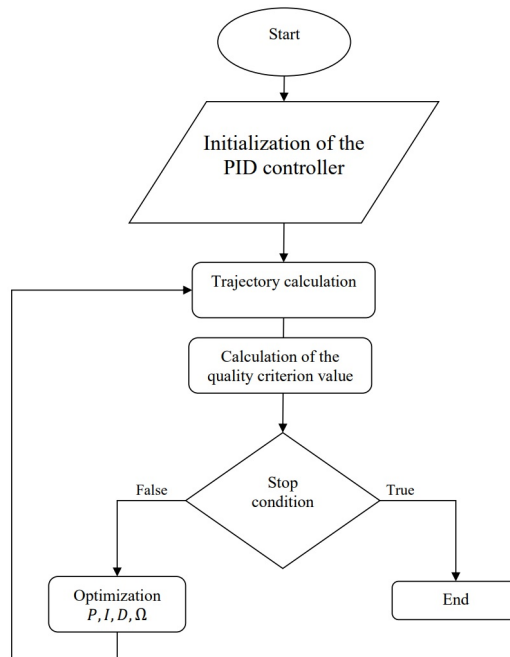 Start
Initialization of the
PID controller
Trajectory calculation
Calculation of the
quality criterion value
Stop
condition
False
True
Optimization
P, I, D, Ω
End